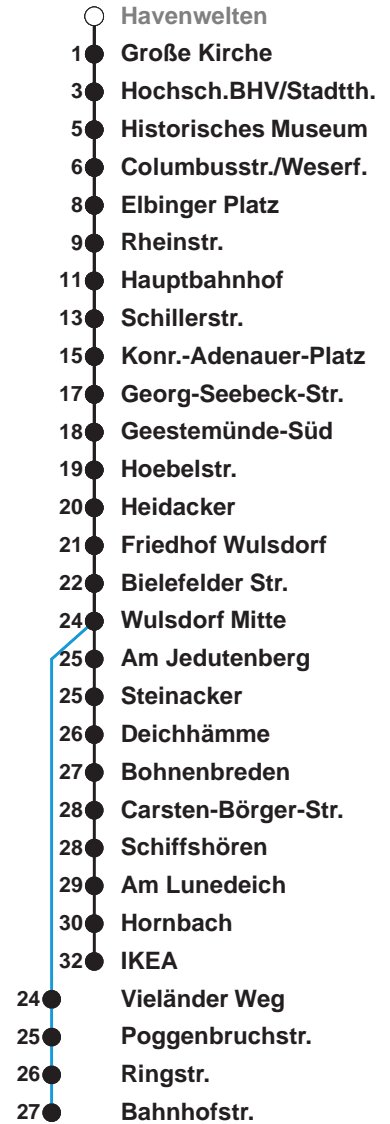 Havenwelten
1 Große Kirche
3 Hochsch.BHV/Stadtth.
5 Historisches Museum
6 Columbusstr./Weserf.
8 Elbinger Platz
9 Rheinstr.
11 Hauptbahnhof
13 Schillerstr.
15 Konr.-Adenauer-Platz
17 Georg-Seebeck-Str.
18 Geestemünde-Süd
19 Hoebelstr.
20 Heidacker
21 Friedhof Wulsdorf
22 Bielefelder Str.
24 Wulsdorf Mitte
25 Am Jedutenberg
25 Steinacker
26 Deichhämme
27 Bohnenbreden
28 Carsten-Börger-Str.
28 Schiffshören
29 Am Lunedeich
30 Hornbach
32 IKEA
24 Vieländer Weg
25 Poggenbruchstr.
26 Ringstr.
27 Bahnhofstr.